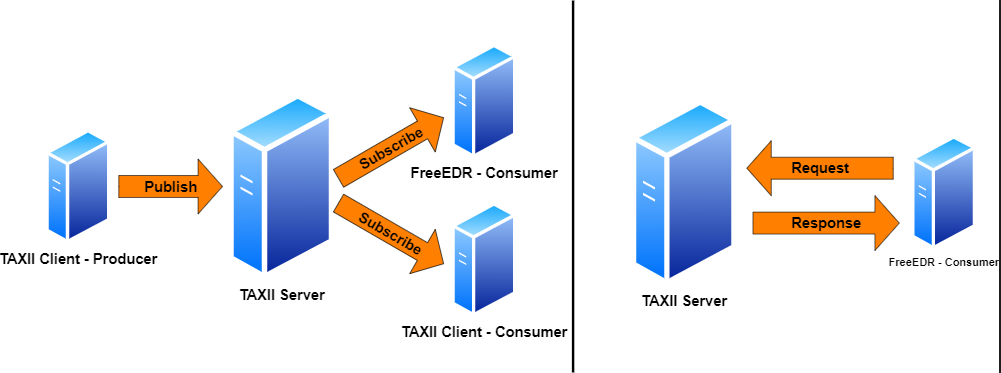 Publish
TAXII Client - Producer
TAXII Server
Subscribe
FreeEDR - Consumer
Subscribe
TAXII Client - Consumer
Request
Response
TAXII Server
FreeEDR - Consumer